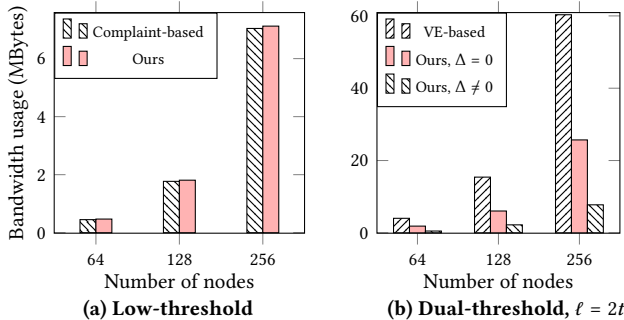 Bandwidth usage (MBytes)
6
4
2
0
Complaint-based
Ours
64
128
256
Number of nodes
(a) Low-threshold
60
40
20
0
VE-based
Ours, Δ = 0
Ours, Δ ≠ 0
64
128
256
Number of nodes
(b) Dual-threshold, ℓ = 2t